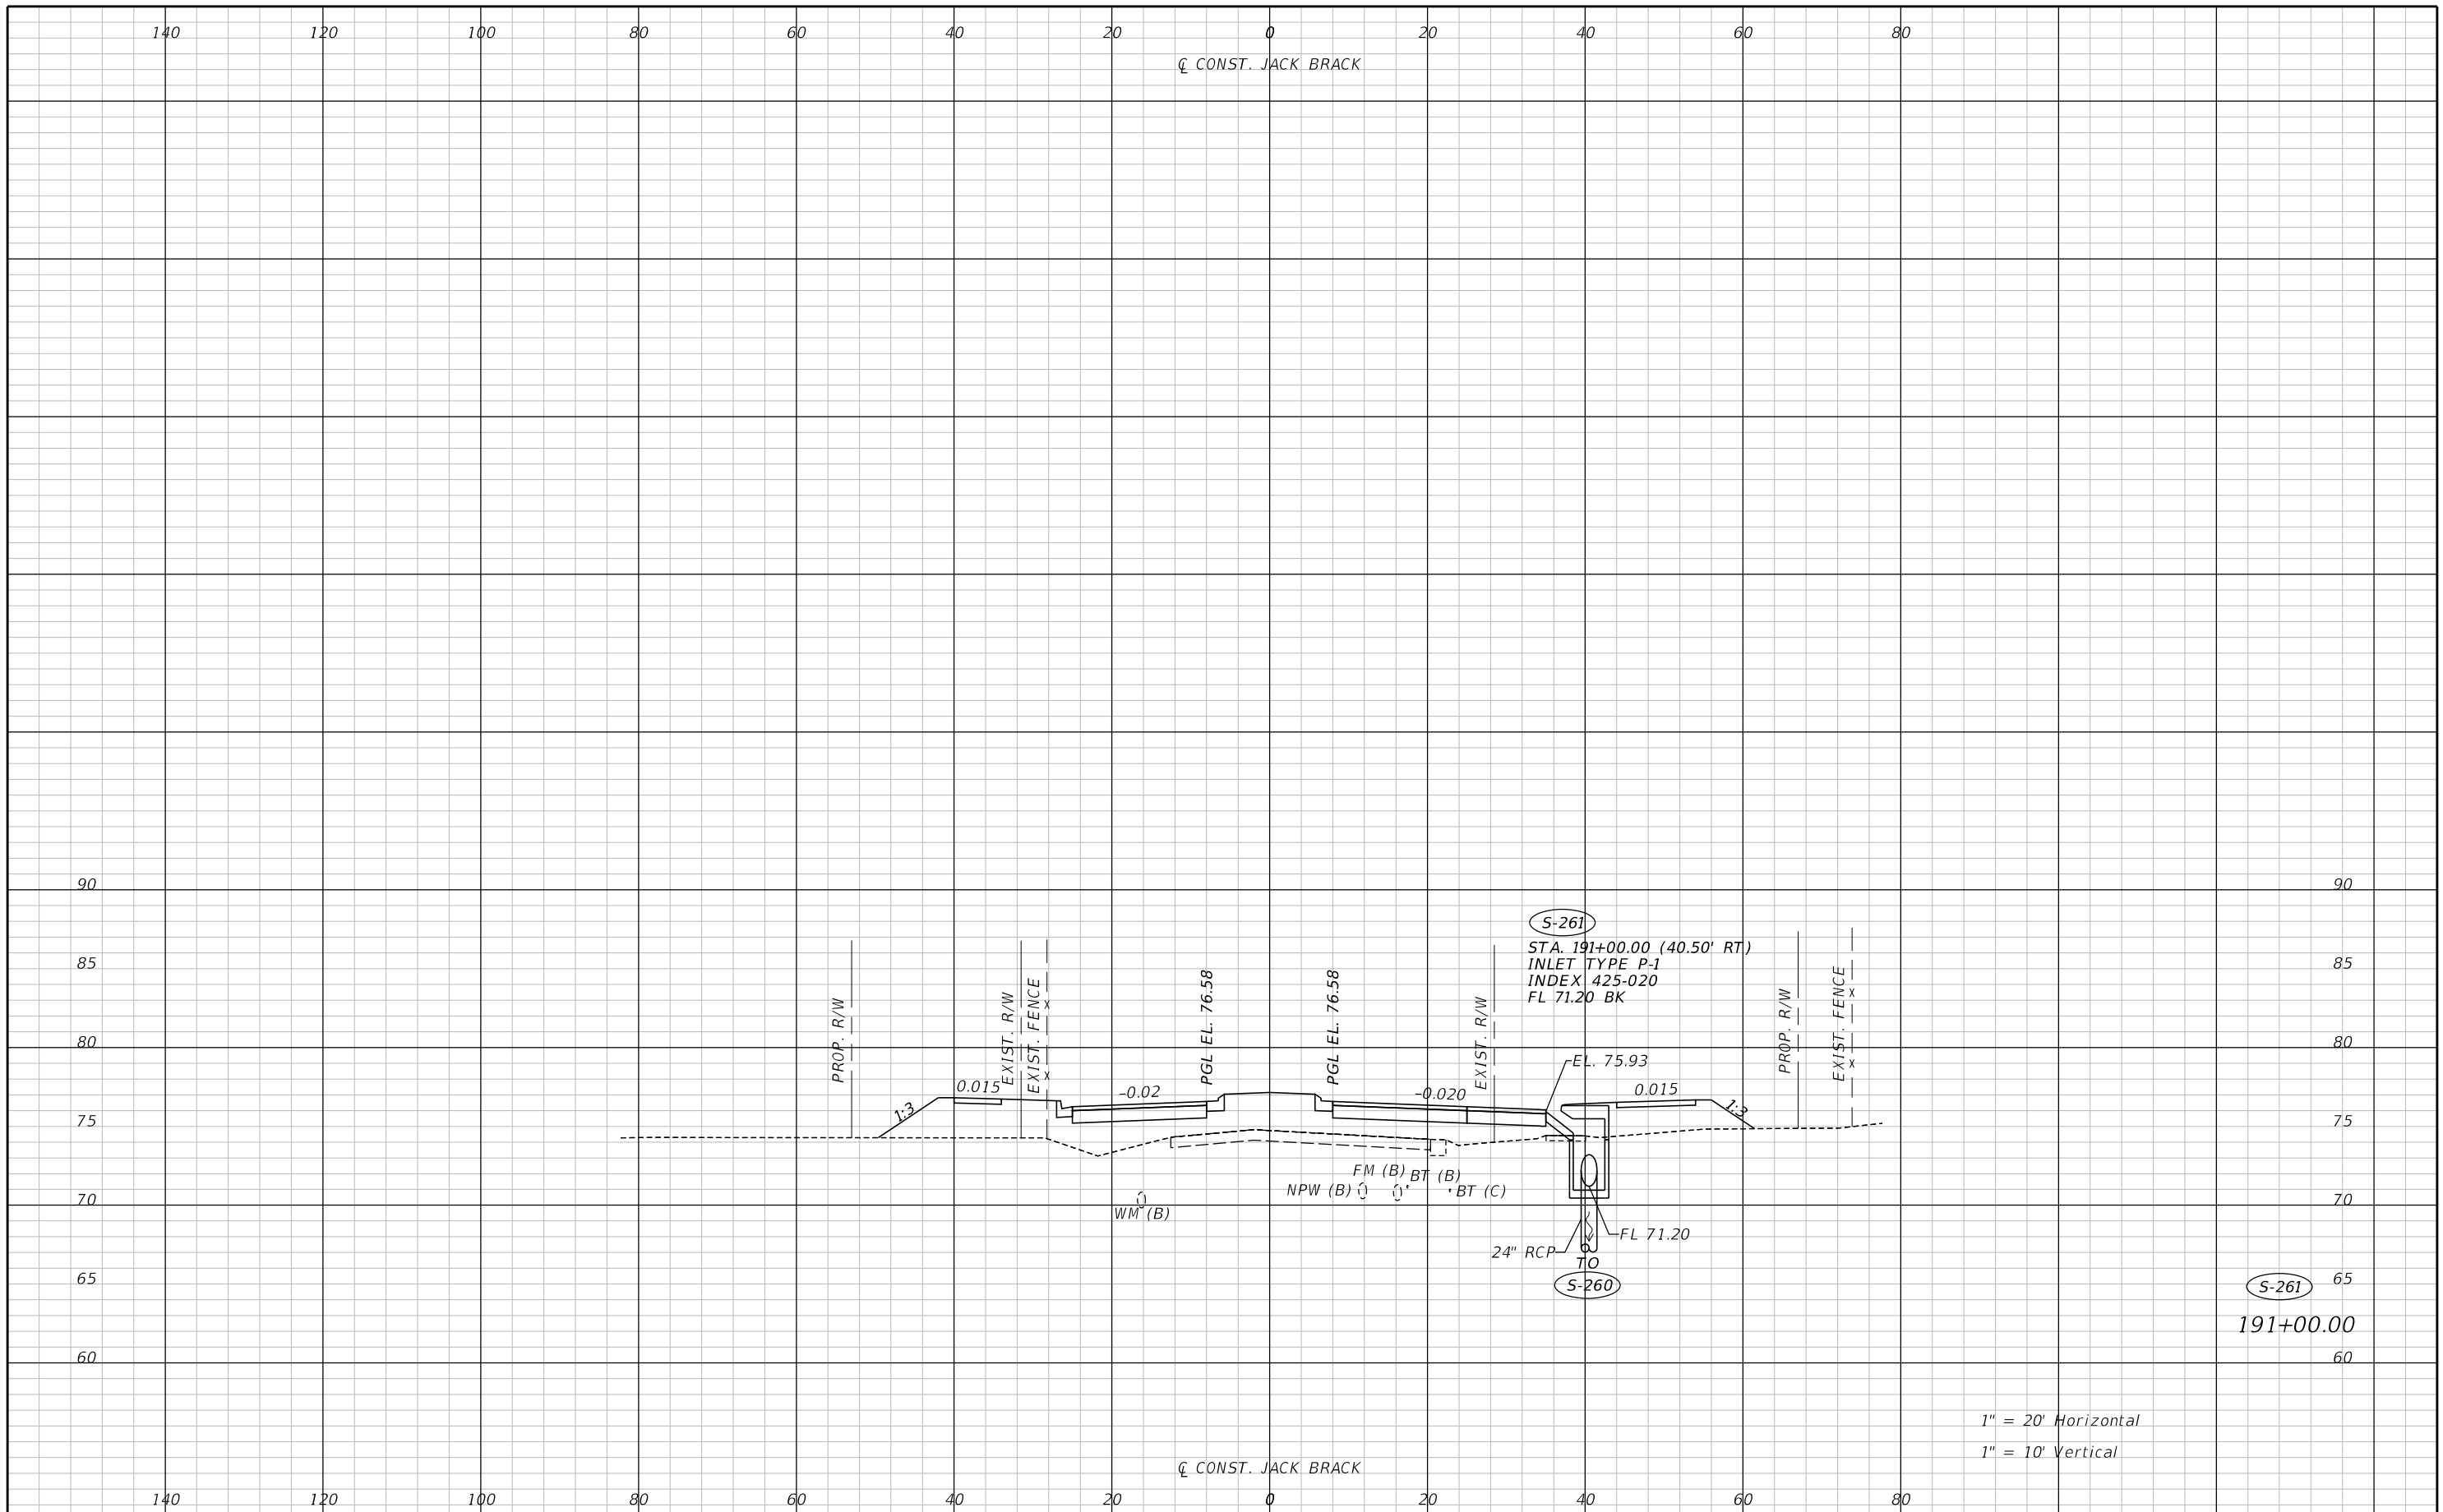 140 120 100 80 60 40 20 0 20 40 60 80
℄ CONST. JACK BRACK
90 90
S-261
STA. 191+00.00 (40.50' RT)
INLET TYPE P-1
INDEX 425-020
FL 71.20 BK
85 85
PROP. R/W
EXIST. R/W
EXIST. FENCE
PGL EL. 76.58
PGL EL. 76.58
EXIST. R/W
PROP. R/W
EXIST. FENCE
80 80
EL. 75.93
1:3
0.015
-0.02
-0.020
0.015
1:3
75 75
FM (B)
BT (B)
NPW (B)
BT (C)
70 70
WM (B)
FL 71.20
24" RCP
TO
S-260
65 65
S-261
191+00.00
60 60
1" = 20' Horizontal
1" = 10' Vertical
℄ CONST. JACK BRACK
140 120 100 80 60 40 20 0 20 40 60 80